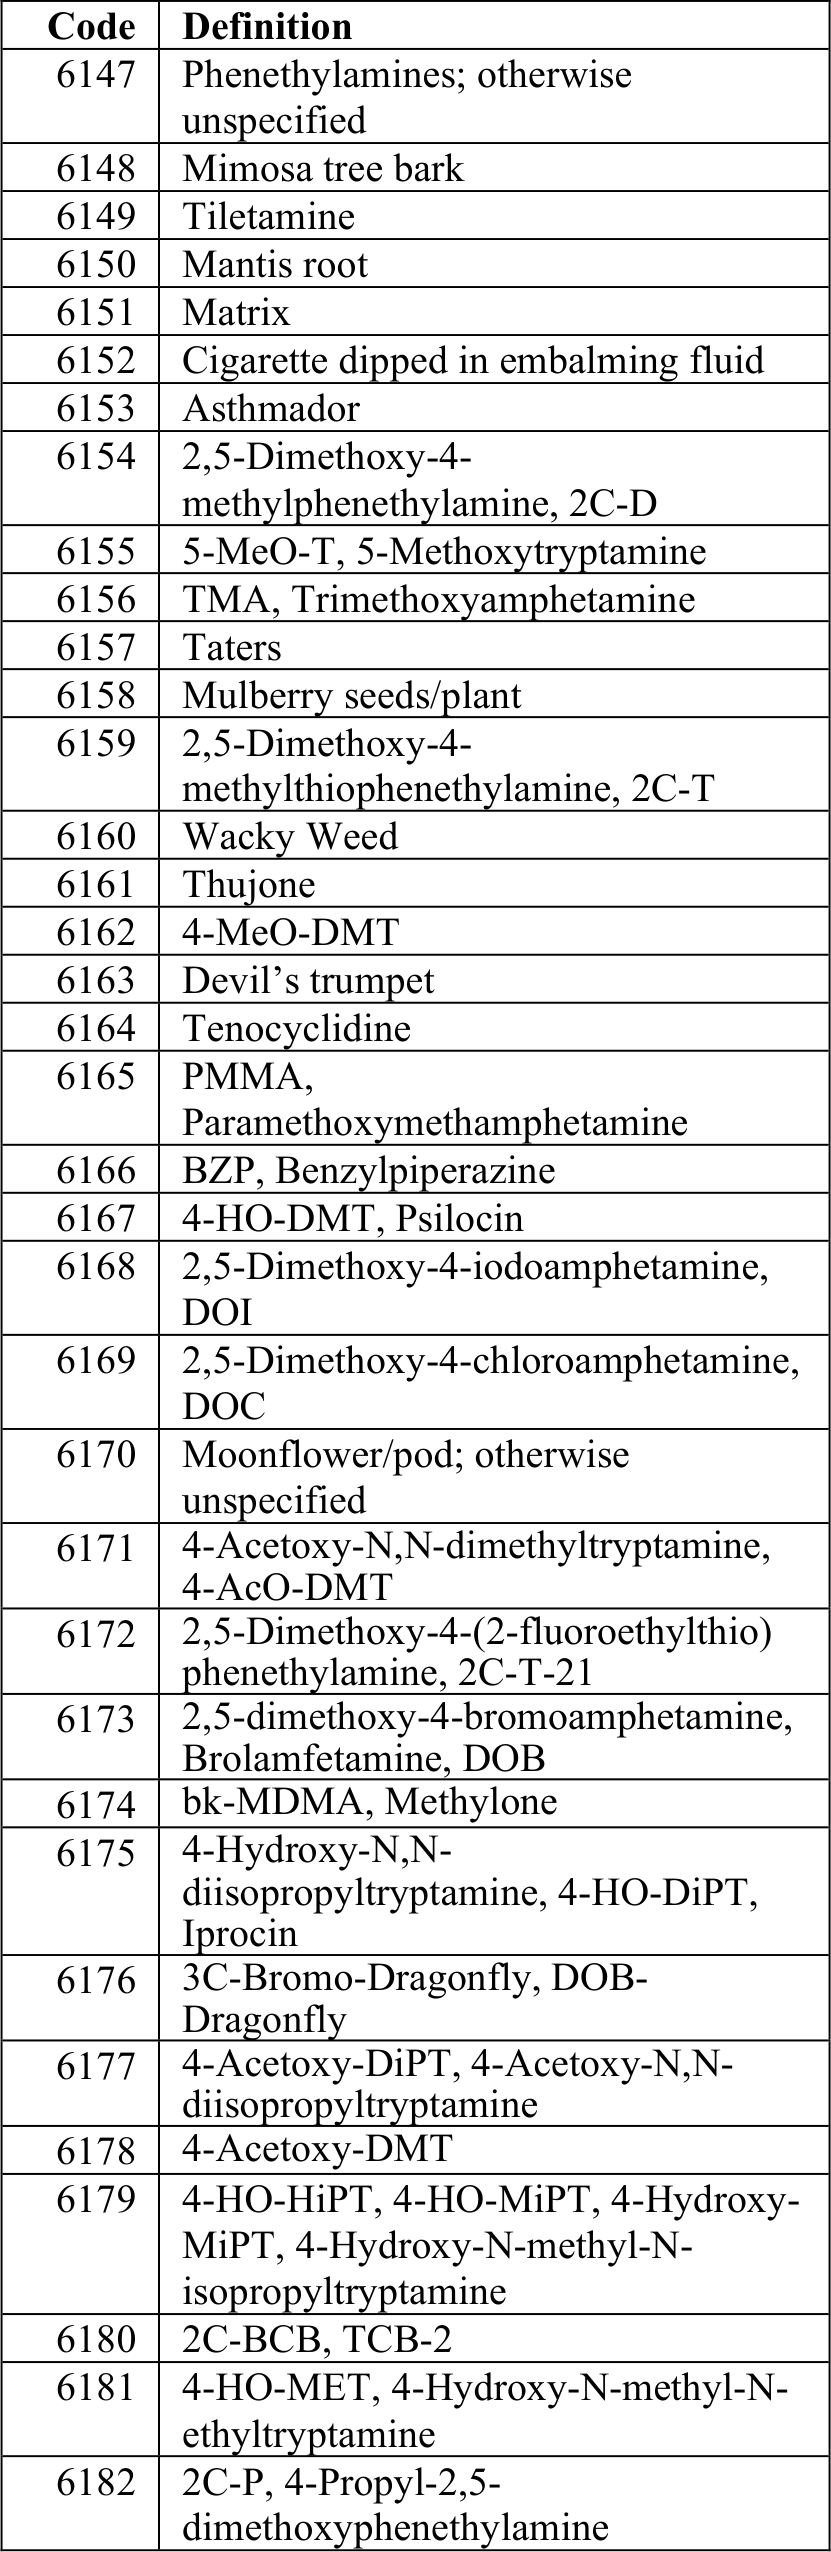 Code Definition
6147 Phenethylamines; otherwise
unspecified
6148 Mimosa tree bark
6149 Tiletamine
6150 Mantis root
6151 Matrix
6152 Cigarette dipped in embalming fluid
6153 Asthmador
6154 2,5-Dimethoxy-4-
methylphenethylamine, 2C-D
6155 5-MeO-T, 5-Methoxytryptamine
6156 TMA, Trimethoxyamphetamine
6157 Taters
6158 Mulberry seeds/plant
6159 2,5-Dimethoxy-4-
methylthiophenethylamine, 2C-T
6160 Wacky Weed
6161 Thujone
6162 4-MeO-DMT
6163 Devil’s trumpet
6164 Tenocyclidine
6165 PMMA,
Paramethoxymethamphetamine
6166 BZP, Benzylpiperazine
6167 4-HO-DMT, Psilocin
6168 2,5-Dimethoxy-4-iodoamphetamine,
DOI
6169 2,5-Dimethoxy-4-chloroamphetamine,
DOC
6170 Moonflower/pod; otherwise
unspecified
6171 4-Acetoxy-N,N-dimethyltryptamine,
4-AcO-DMT
6172 2,5-Dimethoxy-4-(2-fluoroethylthio)
phenethylamine, 2C-T-21
6173 2,5-dimethoxy-4-bromoamphetamine,
Brolamfetamine, DOB
6174 bk-MDMA, Methylone
6175 4-Hydroxy-N,N-
diisopropyltryptamine, 4-HO-DiPT,
Iprocin
6176 3C-Bromo-Dragonfly, DOB-
Dragonfly
6177 4-Acetoxy-DiPT, 4-Acetoxy-N,N-
diisopropyltryptamine
6178 4-Acetoxy-DMT
6179 4-HO-HiPT, 4-HO-MiPT, 4-Hydroxy-
MiPT, 4-Hydroxy-N-methyl-N-
isopropyltryptamine
6180 2C-BCB, TCB-2
6181 4-HO-MET, 4-Hydroxy-N-methyl-N-
ethyltryptamine
6182 2C-P, 4-Propyl-2,5-
dimethoxyphenethylamine